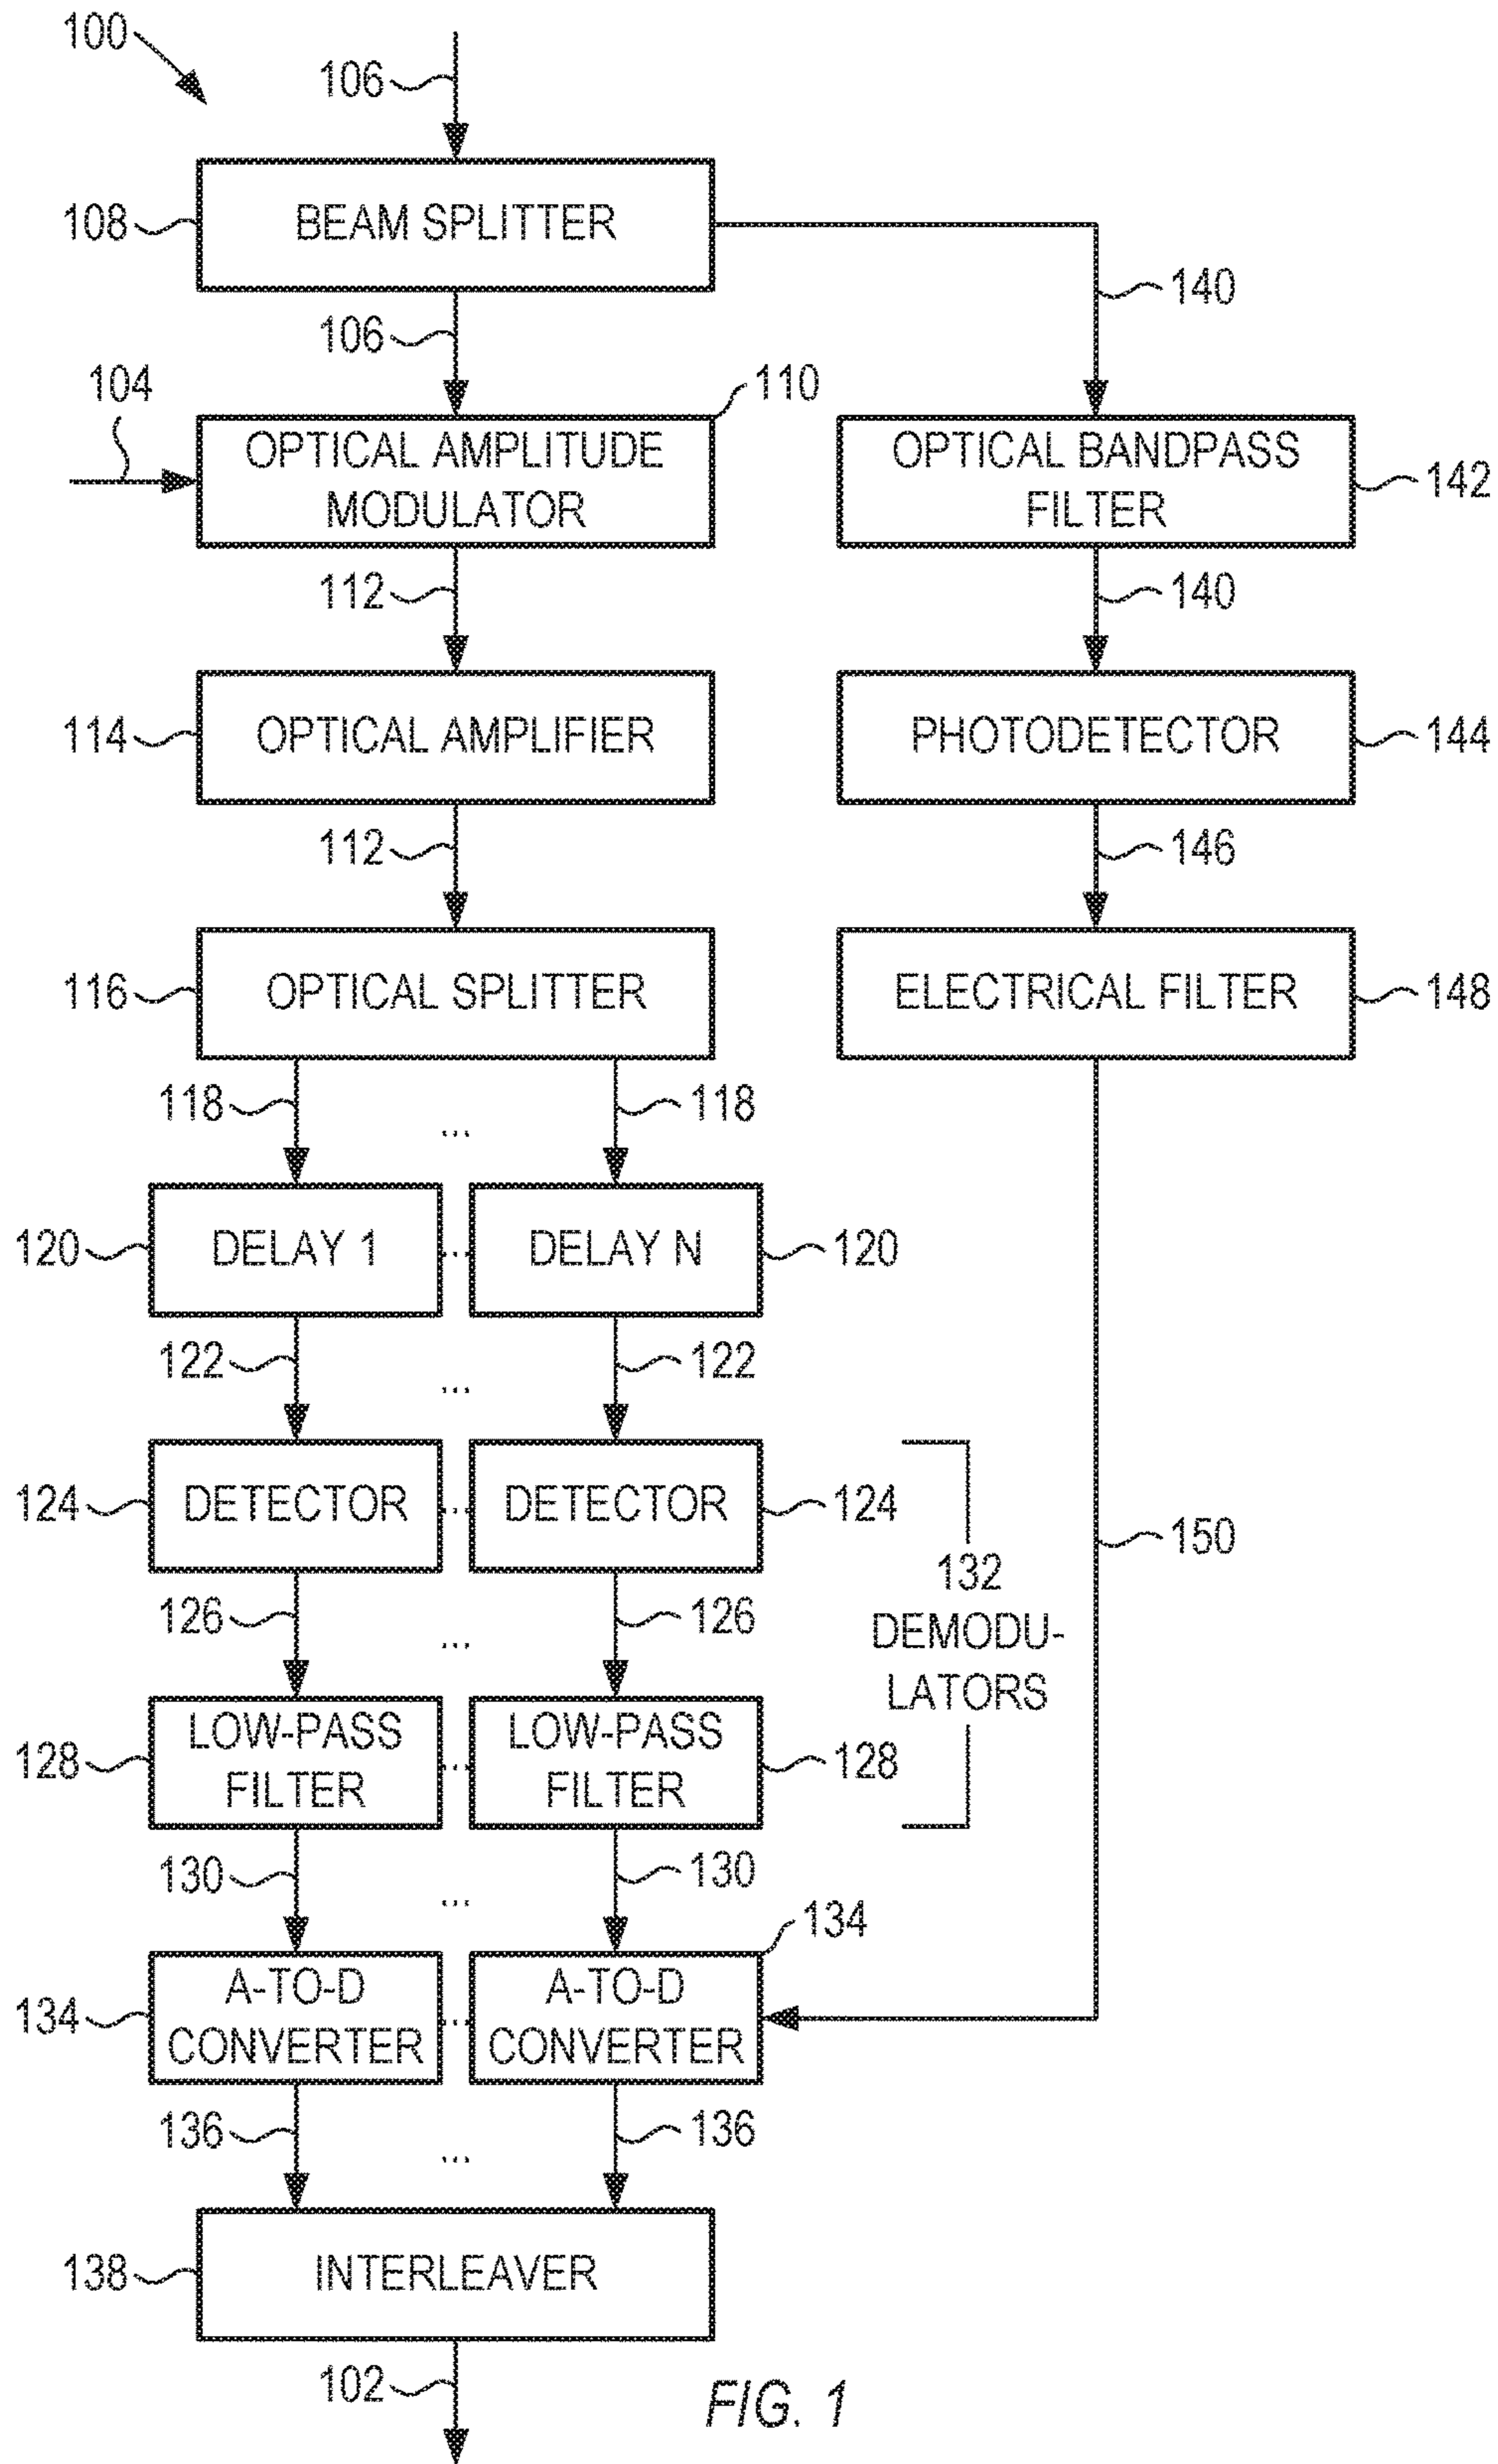 100
106
108
BEAM SPLITTER
106
140
104
110
OPTICAL AMPLITUDE
MODULATOR
OPTICAL BANDPASS
FILTER
142
112
140
114
OPTICAL AMPLIFIER
PHOTODETECTOR
144
112
146
116
OPTICAL SPLITTER
ELECTRICAL FILTER
148
118
...
118
120
DELAY 1
...
DELAY N
120
122
...
122
124
DETECTOR
...
DETECTOR
124
150
132
DEMODU-
LATORS
126
...
126
128
LOW-PASS
FILTER
...
LOW-PASS
FILTER
128
130
...
130
134
134
A-TO-D
CONVERTER
...
A-TO-D
CONVERTER
136
...
136
138
INTERLEAVER
102
FIG. 1